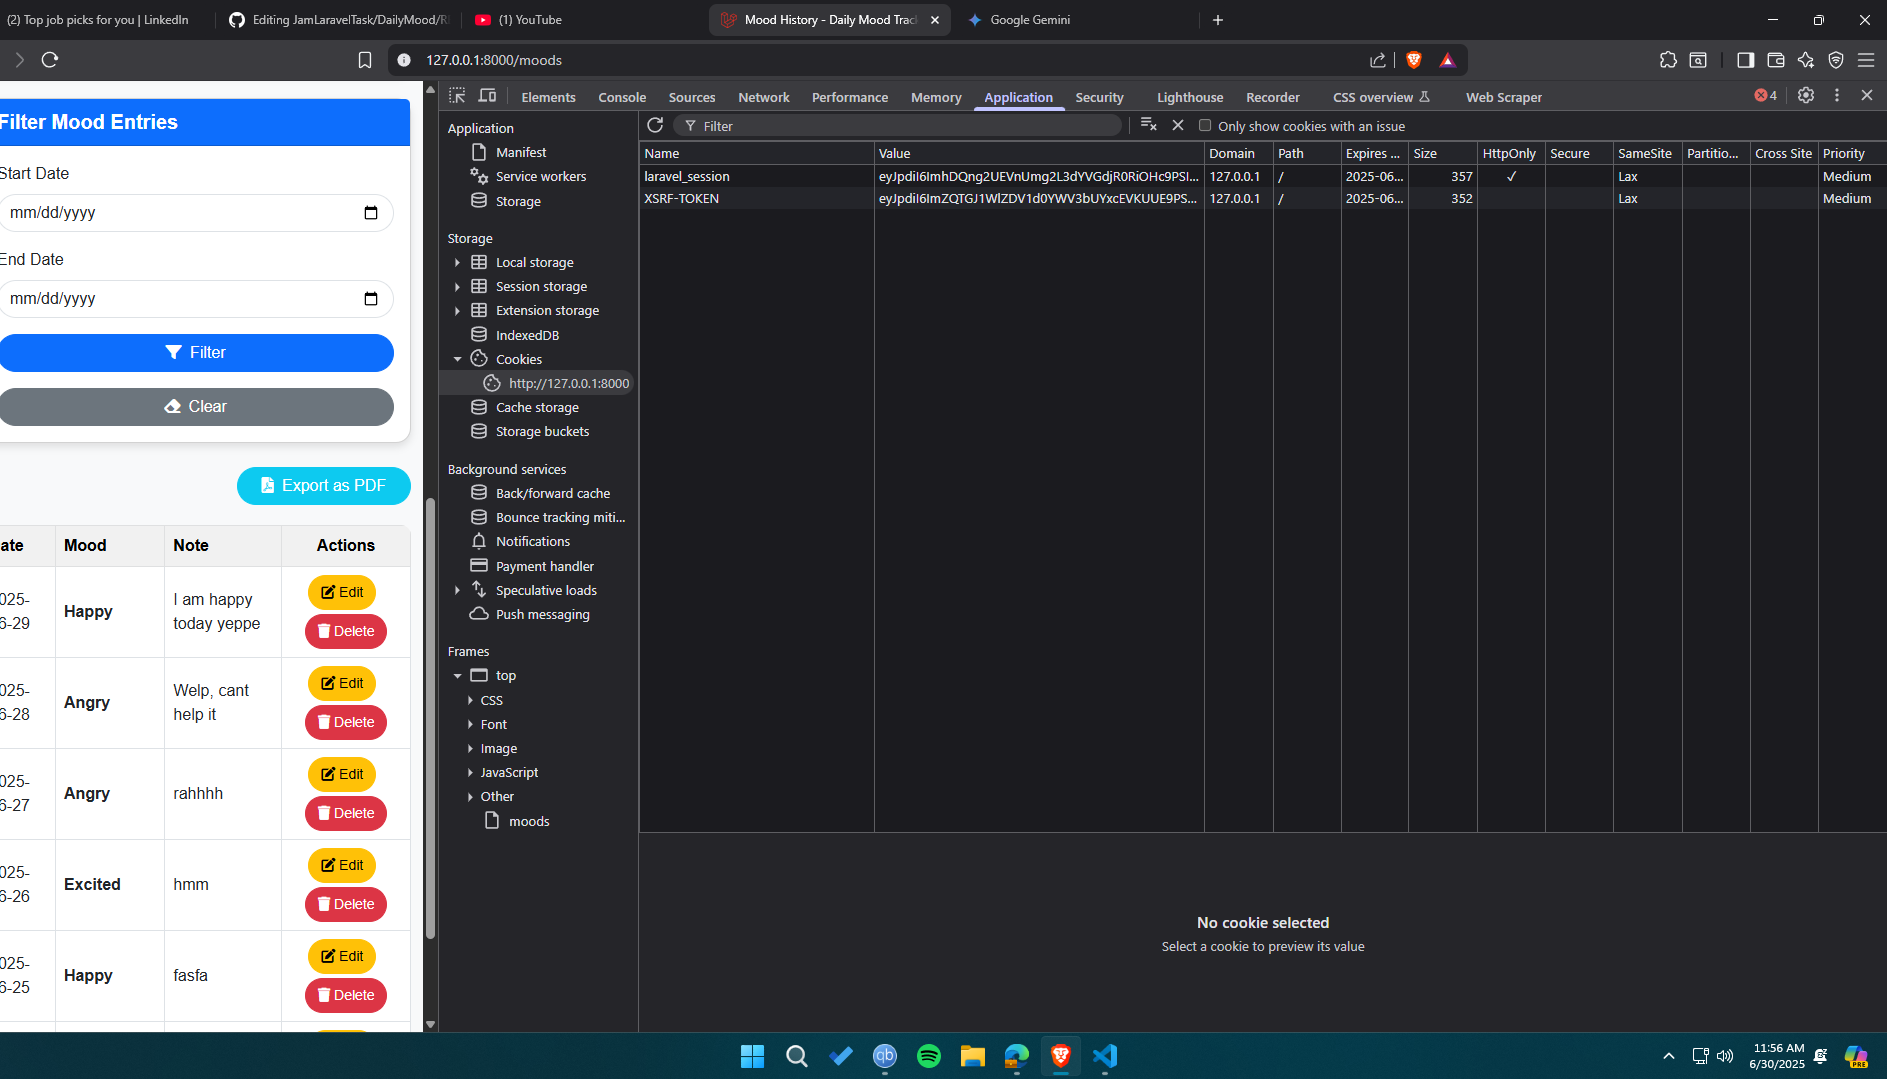 (2) Top job picks for you | LinkedIn
Editing JamLaravelTask/DailyMood/R
(1) YouTube
Mood History - Daily Mood Trac
Google Gemini
127.0.0.1:8000/moods
Filter Mood Entries
Start Date
mm/dd/yyyy
End Date
mm/dd/yyyy
Filter
Clear
Export as PDF
ate Mood Note Actions
025-
6-29
Happy
I am happy
today yeppe
Edit
Delete
025-
6-28
Angry
Welp, cant
help it
Edit
Delete
025-
6-27
Angry
rahhhh
Edit
Delete
025-
6-26
Excited
hmm
Edit
Delete
025-
6-25
Happy
fasfa
Edit
Delete
Elements Console Sources Network Performance Memory Application Security Lighthouse Recorder CSS overview Web Scraper 4
Application
Manifest
Service workers
Storage
Storage
Local storage
Session storage
Extension storage
IndexedDB
Cookies
http://127.0.0.1:8000
Cache storage
Storage buckets
Background services
Back/forward cache
Bounce tracking miti...
Notifications
Payment handler
Speculative loads
Push messaging
Frames
top
CSS
Font
Image
JavaScript
Other
moods
Filter Only show cookies with an issue
Name Value Domain Path Expires ... Size HttpOnly Secure SameSite Partitio... Cross Site Priority
laravel_session eyJpdiI6ImhDQng2UEVnUmg2L3dYVGdjR0RiOHc9PSI... 127.0.0.1 / 2025-06... 357 ✓ Lax Medium
XSRF-TOKEN eyJpdiI6ImZQTGJ1WlZDV1d0YWV3bUYxcEVKUUE9PS... 127.0.0.1 / 2025-06... 352 Lax Medium
No cookie selected
Select a cookie to preview its value
qb
11:56 AM
6/30/2025
PRE